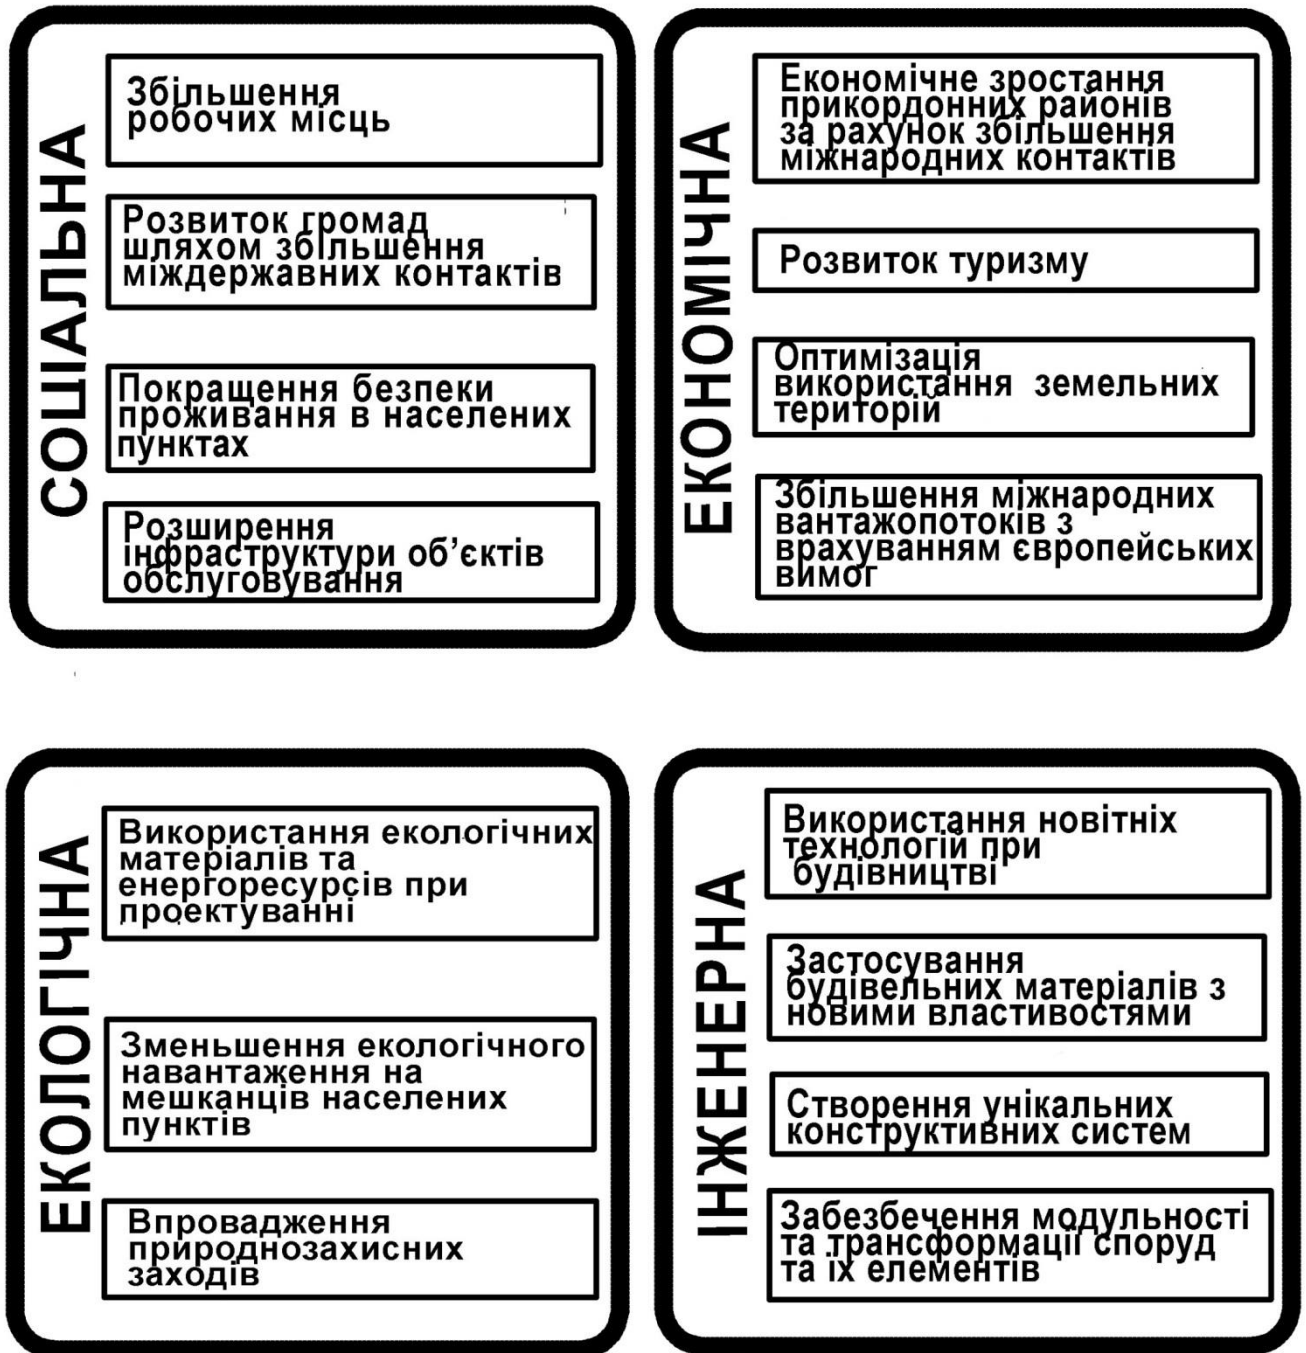 СОЦІАЛЬНА
Збільшення
робочих місць
Розвиток громад
шляхом збільшення
міждержавних контактів
Покращення безпеки
проживання в населених
пунктах
Розширення
інфраструктури об’єктів
обслуговування
ЕКОНОМІЧНА
Економічне зростання
прикордонних районів
за рахунок збільшення
міжнародних контактів
Розвиток туризму
Оптимізація
використання земельних
територій
Збільшення міжнародних
вантажопотоків з
врахуванням європейських
вимог
ЕКОЛОГІЧНА
Використання екологічних
матеріалів та
енергоресурсів при
проектуванні
Зменьшення екологічного
навантаження на
мешканців населених
пунктів
Впровадження
природнозахисних
заходів
ІНЖЕНЕРНА
Використання новітніх
технологій при
будівництві
Застосування
будівельних матеріалів з
новими властивостями
Створення унікальних
конструктивних систем
Забезбечення модульності
та трансформації споруд
та їх елементів